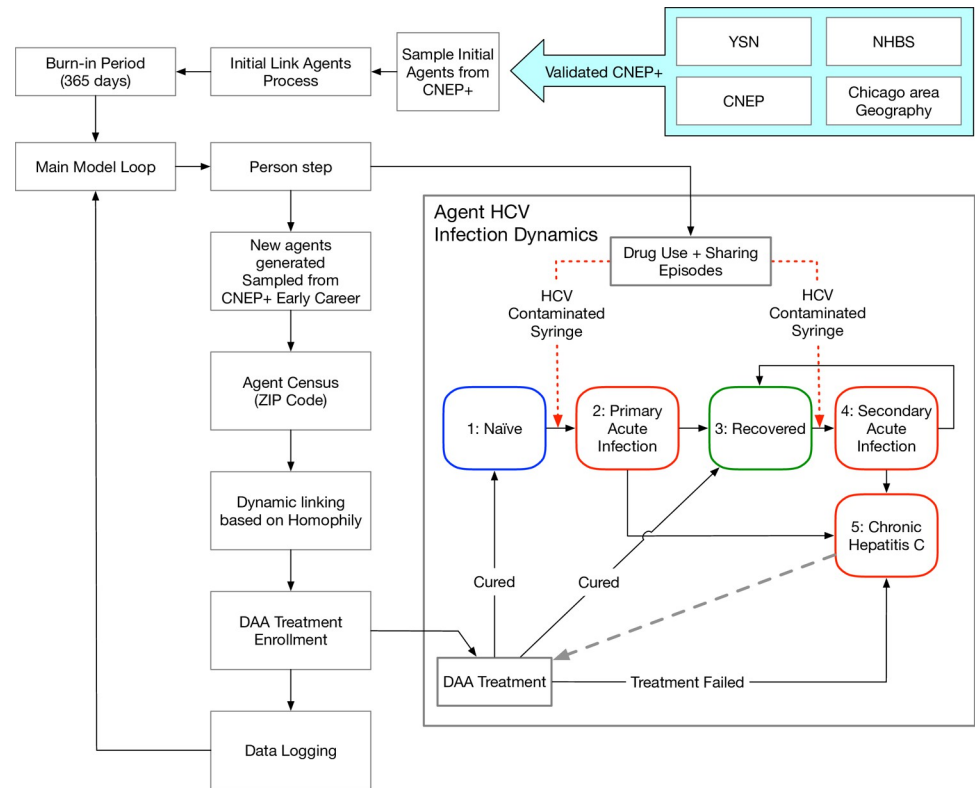 YSN
NHBS
CNEP
Chicago area
Geography
Validated CNEP+
Sample Initial
Agents from
CNEP+
Initial Link Agents
Process
Burn-in Period
(365 days)
Main Model Loop
Person step
New agents
generated
Sampled from
CNEP+ Early Career
Agent Census
(ZIP Code)
Dynamic linking
based on Homophily
DAA Treatment
Enrollment
Data Logging
Agent HCV
Infection Dynamics
Drug Use + Sharing
Episodes
HCV
Contaminated
Syringe
HCV
Contaminated
Syringe
1: Naïve
2: Primary
Acute
Infection
3: Recovered
4: Secondary
Acute
Infection
5: Chronic
Hepatitis C
Cured
Cured
DAA Treatment
Treatment Failed